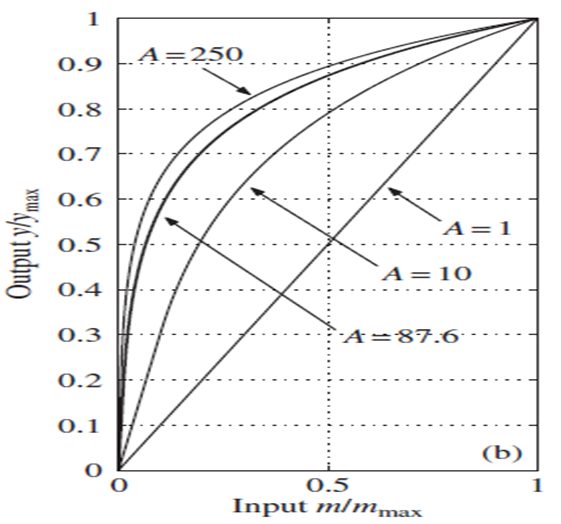 1
0.9
A = 250
0.8
0.7
0.6
0.5
A = 1
0.4
A = 10
0.3
A = 87.6
0.2
0.1
0
(b)
0
0.5
1
Output y/ymax
Input m/mmax